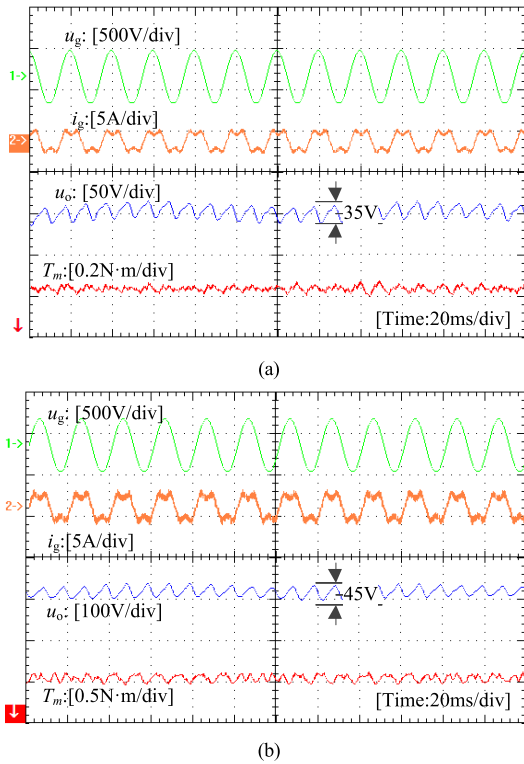 u_g: [500V/div]
1->
i_g:[5A/div]
2->
u_o: [50V/div]
35V
T_m:[0.2N·m/div]
[Time:20ms/div]
(a)
u_g: [500V/div]
1->
2->
i_g:[5A/div]
45V
u_o: [100V/div]
T_m:[0.5N·m/div]
[Time:20ms/div]
(b)